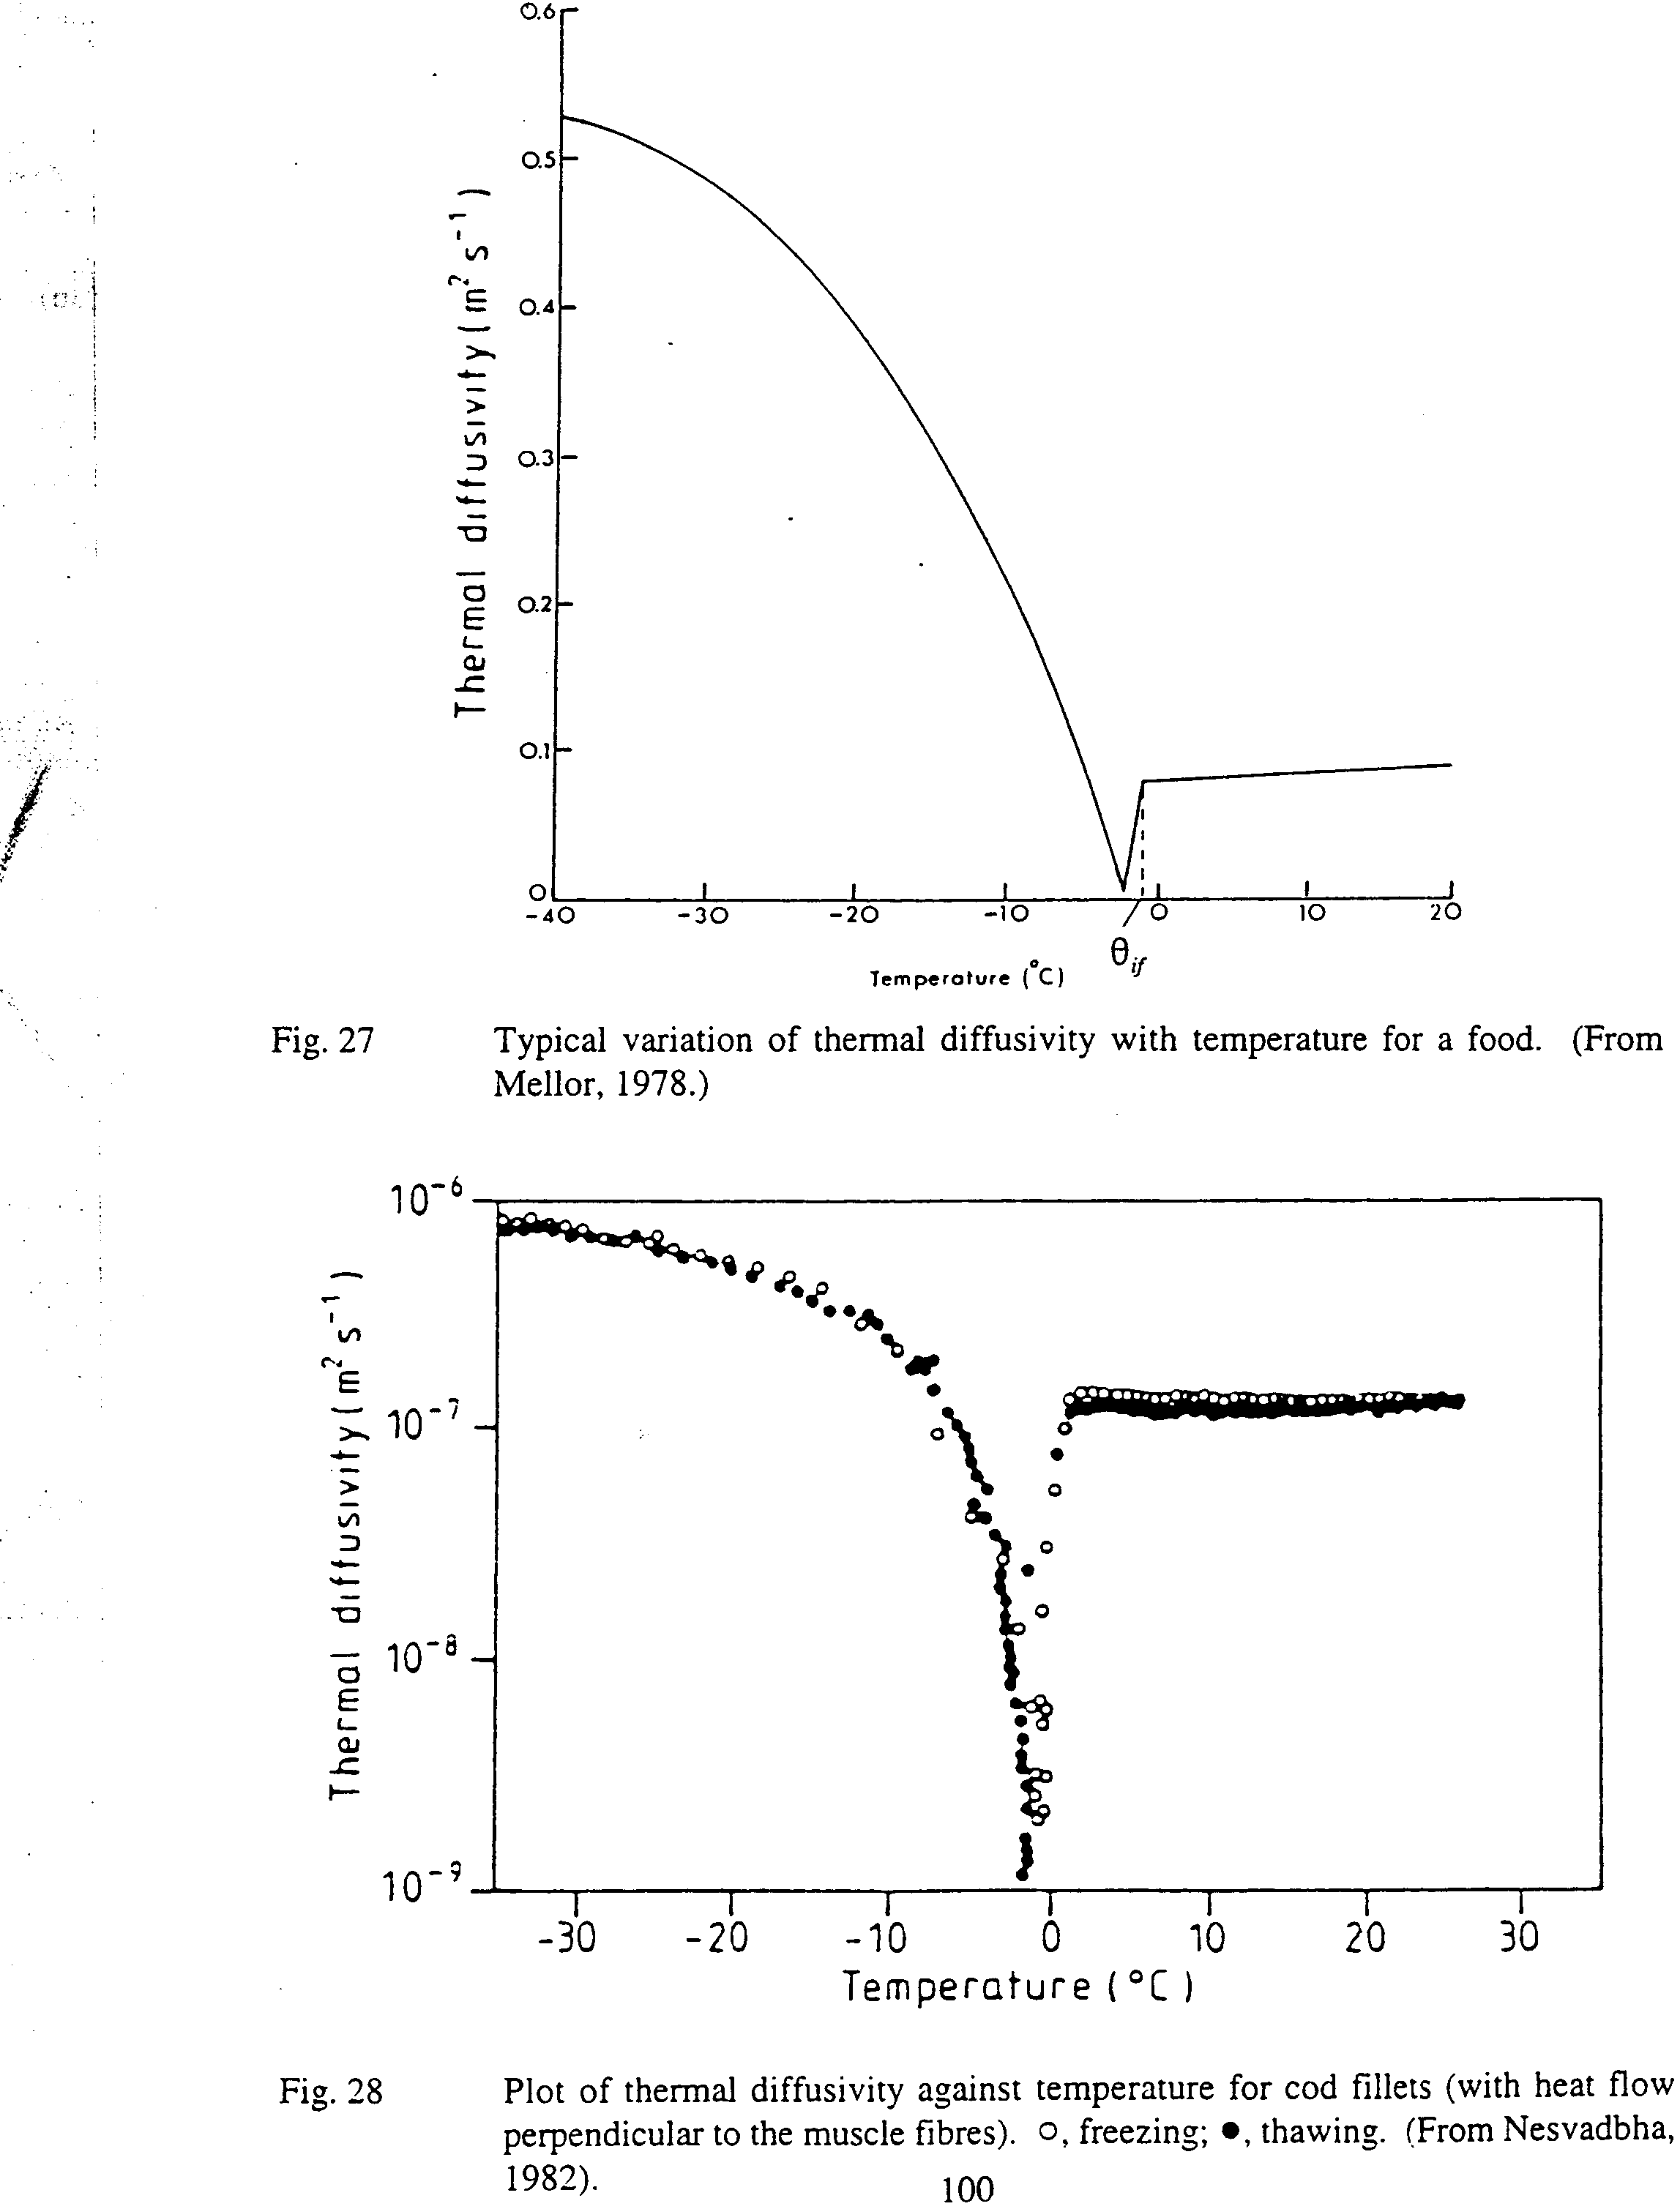 0.6
0.5
0.4
0.3
0.2
0.1
0
Thermal diffusivity (m² s⁻¹)
-40 -30 -20 -10 0 10 20
θif
Temperature (°C)
Fig. 27 Typical variation of thermal diffusivity with temperature for a food. (From
Mellor, 1978.)
10⁻⁶
10⁻⁷
10⁻⁸
10⁻⁹
Thermal diffusivity (m² s⁻¹)
-30 -20 -10 0 10 20 30
Temperature (°C)
Fig. 28 Plot of thermal diffusivity against temperature for cod fillets (with heat flow
perpendicular to the muscle fibres). ○, freezing; ●, thawing. (From Nesvadbha,
1982).
100